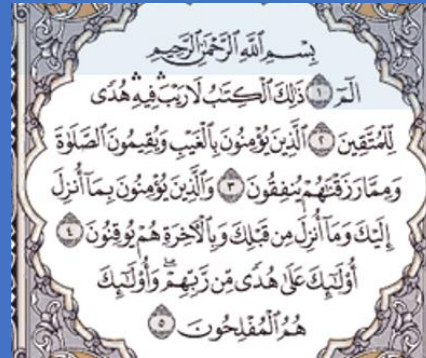 بِسْمِ ٱللَّهِ ٱلرَّحْمَٰنِ ٱلرَّحِيمِ
الٓمٓ ۝١ ذَٰلِكَ ٱلْكِتَٰبُ لَا رَيْبَ ۛ فِيهِ ۛ هُدًى
لِّلْمُتَّقِينَ ۝٢ ٱلَّذِينَ يُؤْمِنُونَ بِٱلْغَيْبِ وَيُقِيمُونَ ٱلصَّلَوٰةَ
وَمِمَّا رَزَقْنَٰهُمْ يُنفِقُونَ ۝٣ وَٱلَّذِينَ يُؤْمِنُونَ بِمَآ أُنزِلَ
إِلَيْكَ وَمَآ أُنزِلَ مِن قَبْلِكَ وَبِٱلْءَاخِرَةِ هُمْ يُوقِنُونَ ۝٤
أُو۟لَٰٓئِكَ عَلَىٰ هُدًى مِّن رَّبِّهِمْ ۖ وَأُو۟لَٰٓئِكَ
هُمُ ٱلْمُفْلِحُونَ ۝٥